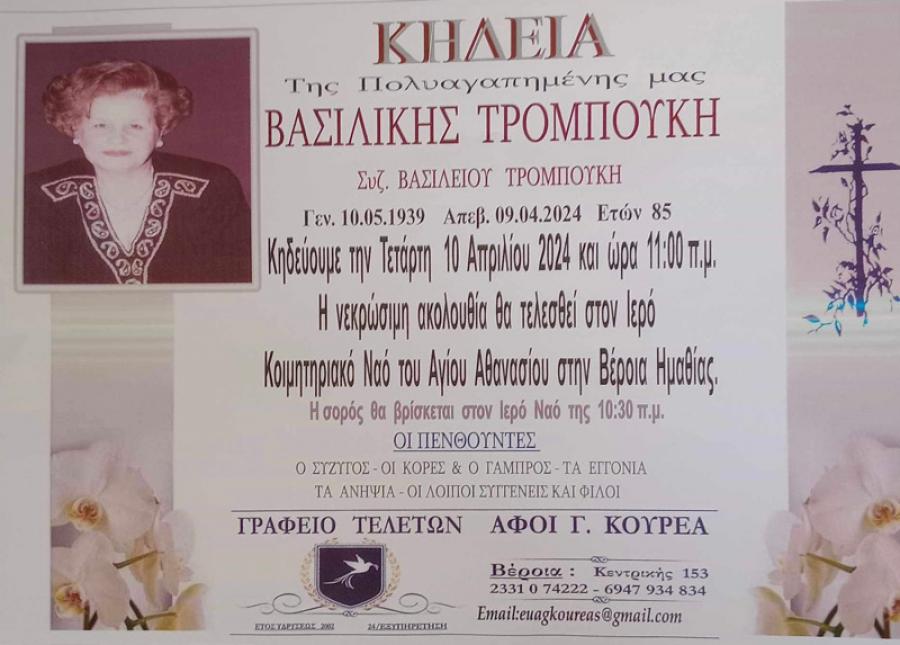 ΚΗΔΕΙΑ
Της Πολυαγαπημένης μας
ΒΑΣΙΛΙΚΗΣ ΤΡΟΜΠΟΥΚΗ
Συζ. ΒΑΣΙΛΕΙΟΥ ΤΡΟΜΠΟΥΚΗ
Γεν. 10.05.1939 Απεβ. 09.04.2024 Ετών 85
Κηδεύουμε την Τετάρτη 10 Απριλίου 2024 και ώρα 11:00 π.μ.
Η νεκρώσιμη ακολουθία θα τελεσθεί στον Ιερό
Κοιμητηριακό Ναό του Αγίου Αθανασίου στην Βέροια Ημαθίας.
Η σορός θα βρίσκεται στον Ιερό Ναό της 10:30 π.μ.
ΟΙ ΠΕΝΘΟΥΝΤΕΣ
Ο ΣΥΖΥΓΟΣ - ΟΙ ΚΟΡΕΣ & Ο ΓΑΜΠΡΟΣ - ΤΑ ΕΓΓΟΝΙΑ
ΤΑ ΑΝΗΨΙΑ - ΟΙ ΛΟΙΠΟΙ ΣΥΓΓΕΝΕΙΣ ΚΑΙ ΦΙΛΟΙ
ΓΡΑΦΕΙΟ ΤΕΛΕΤΩΝ ΑΦΟΙ Γ. ΚΟΥΡΕΑ
Βέροια : Κεντρικής 153
2331 0 74222 - 6947 934 834
Email:euagkoureas@gmail.com
ΕΤΟΣ ΥΔΡΥΣΕΩΣ 2002 24/ΕΞΥΠΗΡΕΤΗΣΗ